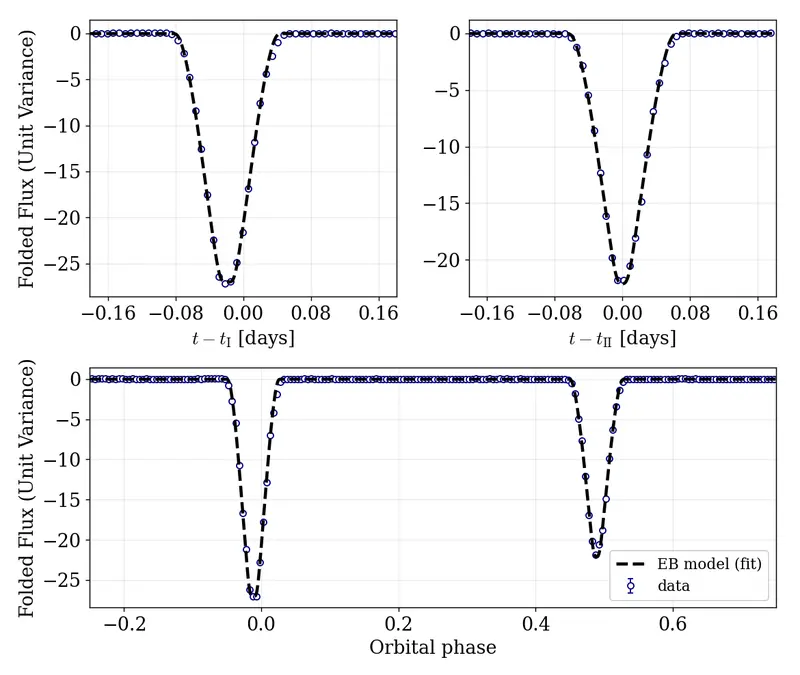 Folded Flux (Unit Variance)
0
−5
−10
−15
−20
−25
−0.16 −0.08 0.00 0.08 0.16
t − tI [days]
0
−5
−10
−15
−20
−0.16 −0.08 0.00 0.08 0.16
t − tII [days]
Folded Flux (Unit Variance)
0
−5
−10
−15
−20
−25
−0.2 0.0 0.2 0.4 0.6
Orbital phase
EB model (fit)
data